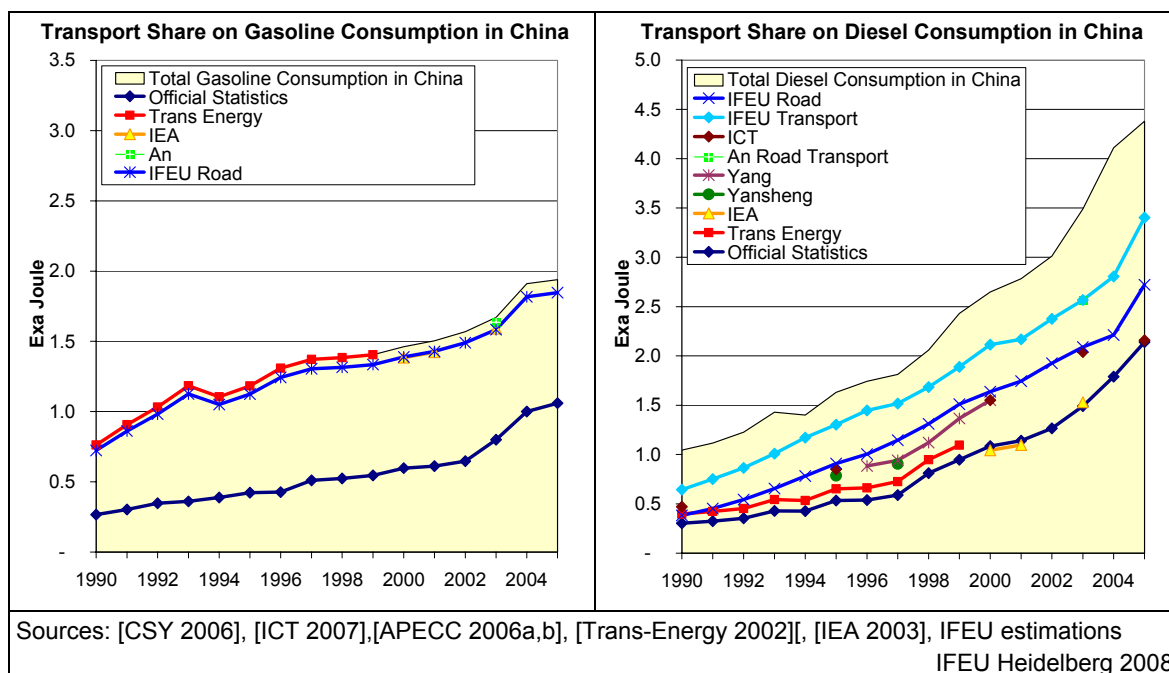 Transport Share on Gasoline Consumption in China
3.5
3.0
2.5
2.0
1.5
1.0
0.5
-
Exa Joule
Total Gasoline Consumption in China
Official Statistics
Trans Energy
IEA
An
IFEU Road
1990 1992 1994 1996 1998 2000 2002 2004
Transport Share on Diesel Consumption in China
5.0
4.5
4.0
3.5
3.0
2.5
2.0
1.5
1.0
0.5
-
Exa Joule
Total Diesel Consumption in China
IFEU Road
IFEU Transport
ICT
An Road Transport
Yang
Yansheng
IEA
Trans Energy
Official Statistics
1990 1992 1994 1996 1998 2000 2002 2004
Sources: [CSY 2006], [ICT 2007],[APECC 2006a,b], [Trans-Energy 2002][, [IEA 2003], IFEU estimations
IFEU Heidelberg 2008